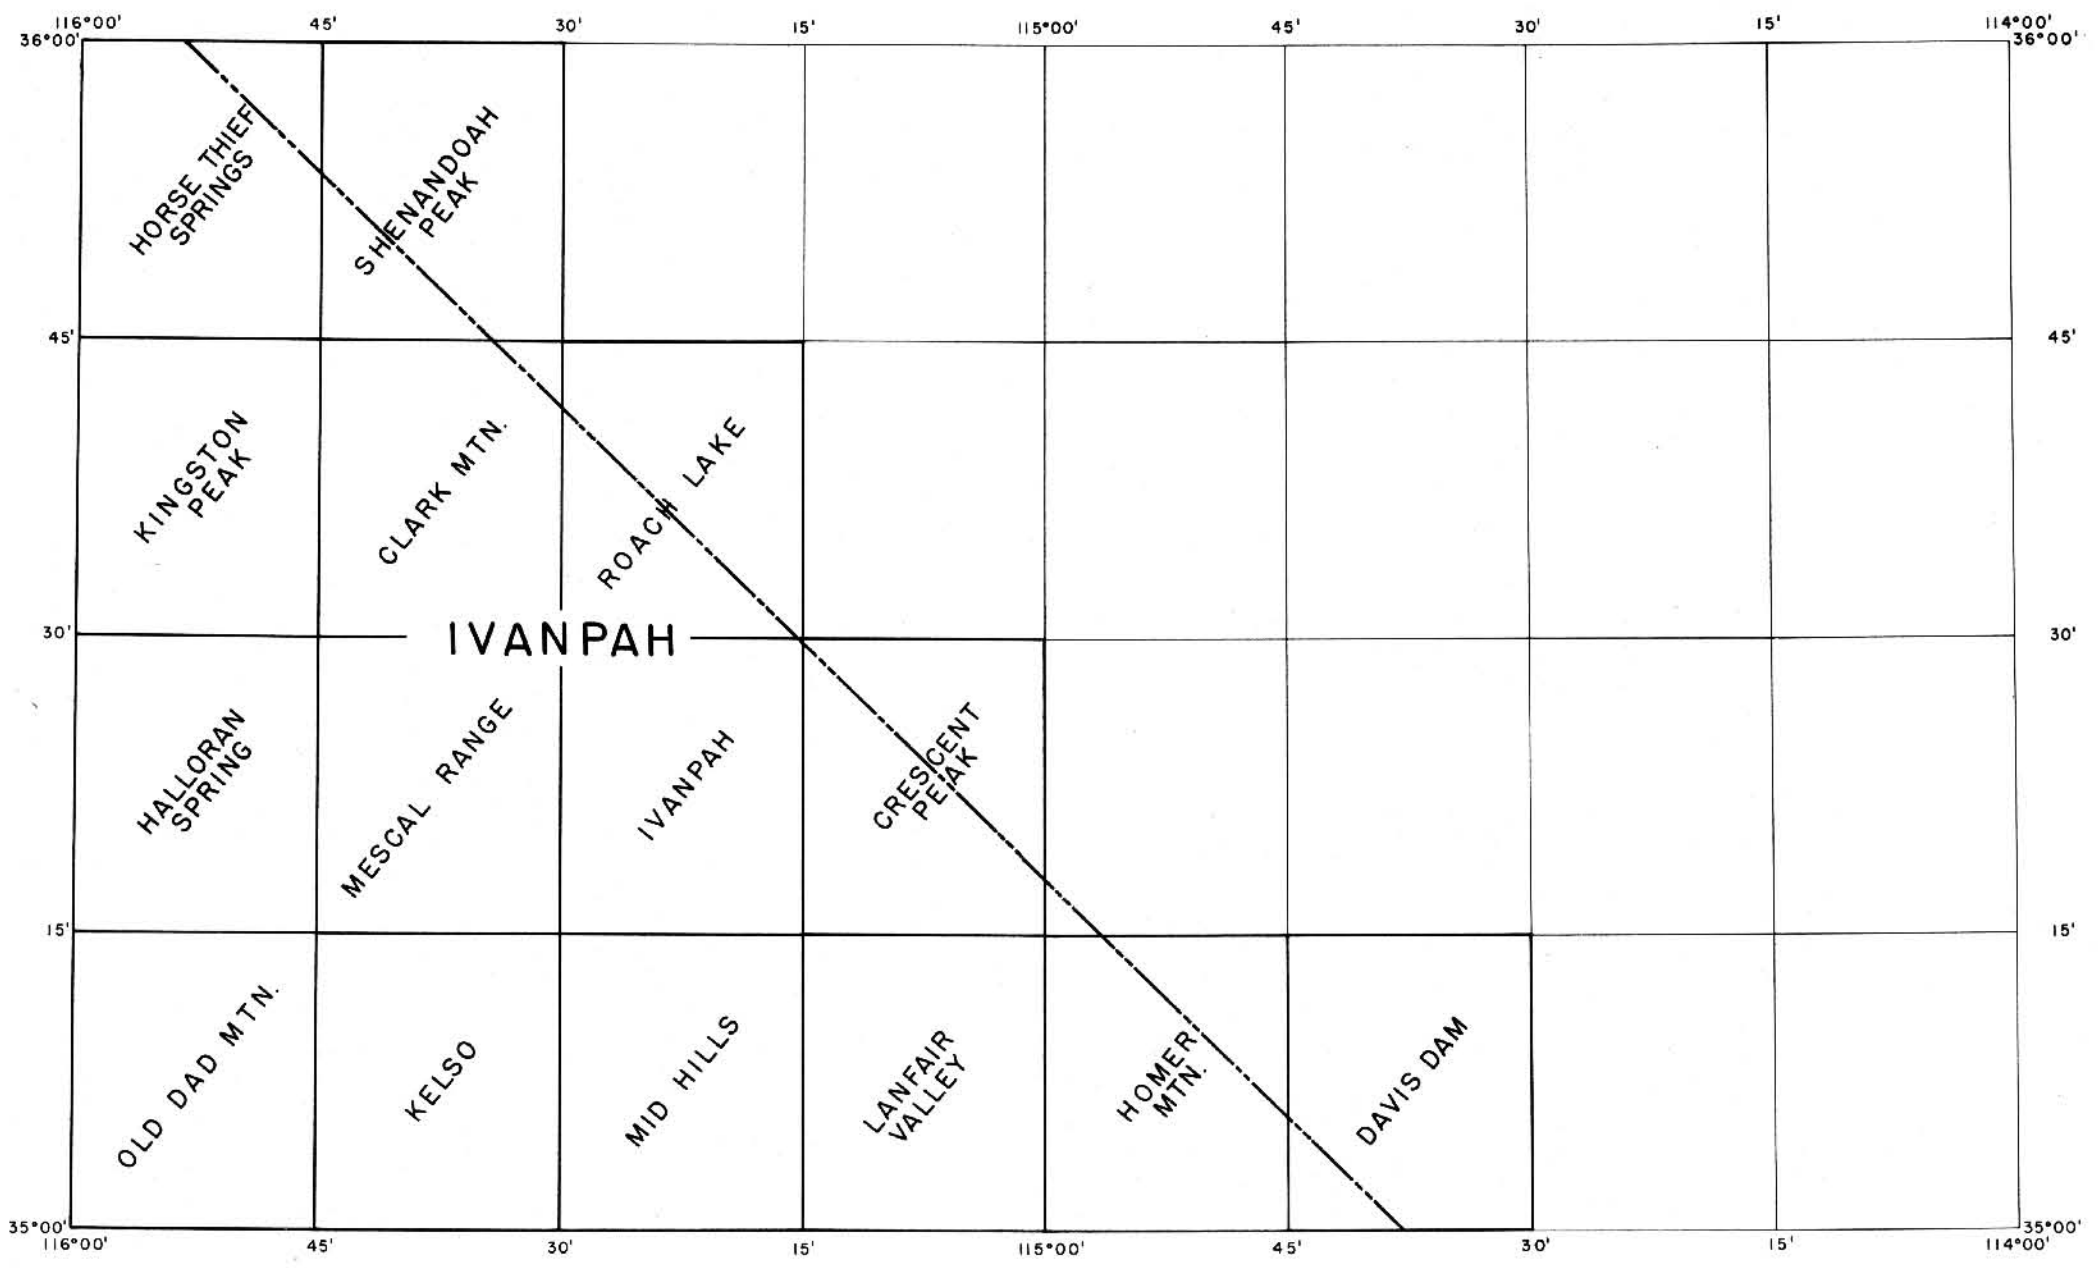 116°00' 45' 30' 15' 115°00' 45' 30' 15' 114°00'
36°00' 36°00'
HORSE THIEF
SPRINGS
SHENANDOAH
PEAK
45' 45'
KINGSTON
PEAK
CLARK MTN.
ROACH LAKE
30' IVANPAH 30'
HALLORAN
SPRING
MESCAL RANGE
IVANPAH
CRESCENT
PEAK
15' 15'
OLD DAD MTN.
KELSO
MID HILLS
LANFAIR
VALLEY
HOMER
MTN.
DAVIS DAM
35°00' 35°00'
116°00' 45' 30' 15' 115°00' 45' 30' 15' 114°00'